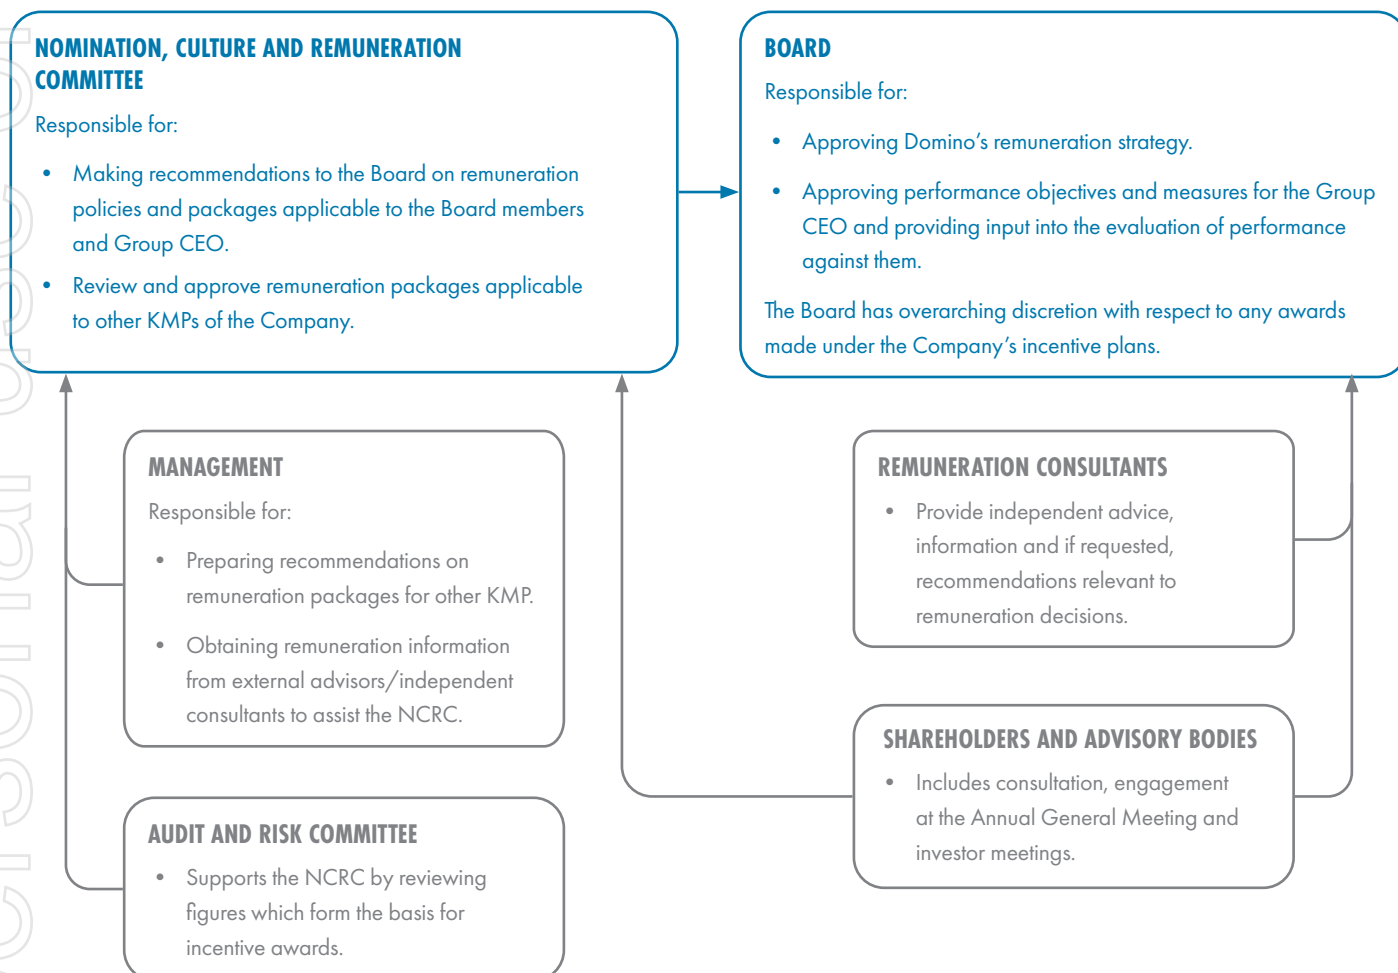 NOMINATION, CULTURE AND REMUNERATION
COMMITTEE
Responsible for:
• Making recommendations to the Board on remuneration
policies and packages applicable to the Board members
and Group CEO.
• Review and approve remuneration packages applicable
to other KMPs of the Company.
BOARD
Responsible for:
• Approving Domino’s remuneration strategy.
• Approving performance objectives and measures for the Group
CEO and providing input into the evaluation of performance
against them.
The Board has overarching discretion with respect to any awards
made under the Company’s incentive plans.
MANAGEMENT
Responsible for:
• Preparing recommendations on
remuneration packages for other KMP.
• Obtaining remuneration information
from external advisors/independent
consultants to assist the NCRC.
AUDIT AND RISK COMMITTEE
• Supports the NCRC by reviewing
figures which form the basis for
incentive awards.
REMUNERATION CONSULTANTS
• Provide independent advice,
information and if requested,
recommendations relevant to
remuneration decisions.
SHAREHOLDERS AND ADVISORY BODIES
• Includes consultation, engagement
at the Annual General Meeting and
investor meetings.